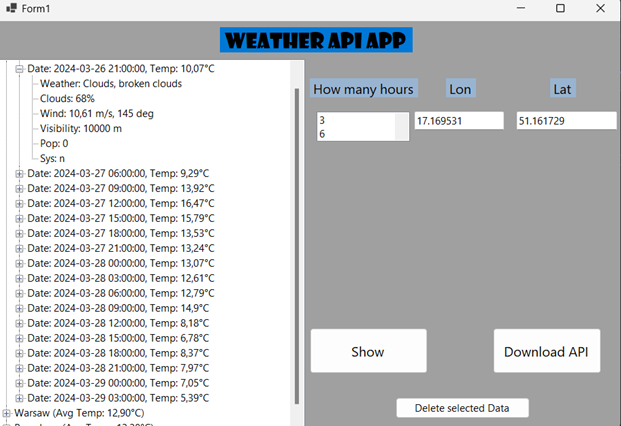 Form1
WEATHER API APP
Date: 2024-03-26 21:00:00, Temp: 10,07°C
Weather: Clouds, broken clouds
Clouds: 68%
Wind: 10,61 m/s, 145 deg
Visibility: 10000 m
Pop: 0
Sys: n
Date: 2024-03-27 06:00:00, Temp: 9,29°C
Date: 2024-03-27 09:00:00, Temp: 13,92°C
Date: 2024-03-27 12:00:00, Temp: 16,47°C
Date: 2024-03-27 15:00:00, Temp: 15,79°C
Date: 2024-03-27 18:00:00, Temp: 13,53°C
Date: 2024-03-27 21:00:00, Temp: 13,24°C
Date: 2024-03-28 00:00:00, Temp: 13,07°C
Date: 2024-03-28 03:00:00, Temp: 12,61°C
Date: 2024-03-28 06:00:00, Temp: 12,79°C
Date: 2024-03-28 09:00:00, Temp: 14,9°C
Date: 2024-03-28 12:00:00, Temp: 8,18°C
Date: 2024-03-28 15:00:00, Temp: 6,78°C
Date: 2024-03-28 18:00:00, Temp: 8,37°C
Date: 2024-03-28 21:00:00, Temp: 7,97°C
Date: 2024-03-29 00:00:00, Temp: 7,05°C
Date: 2024-03-29 03:00:00, Temp: 5,39°C
Warsaw (Avg Temp: 12,90°C)
How many hours
Lon
Lat
3
6
17.169531
51.161729
Show
Download API
Delete selected Data